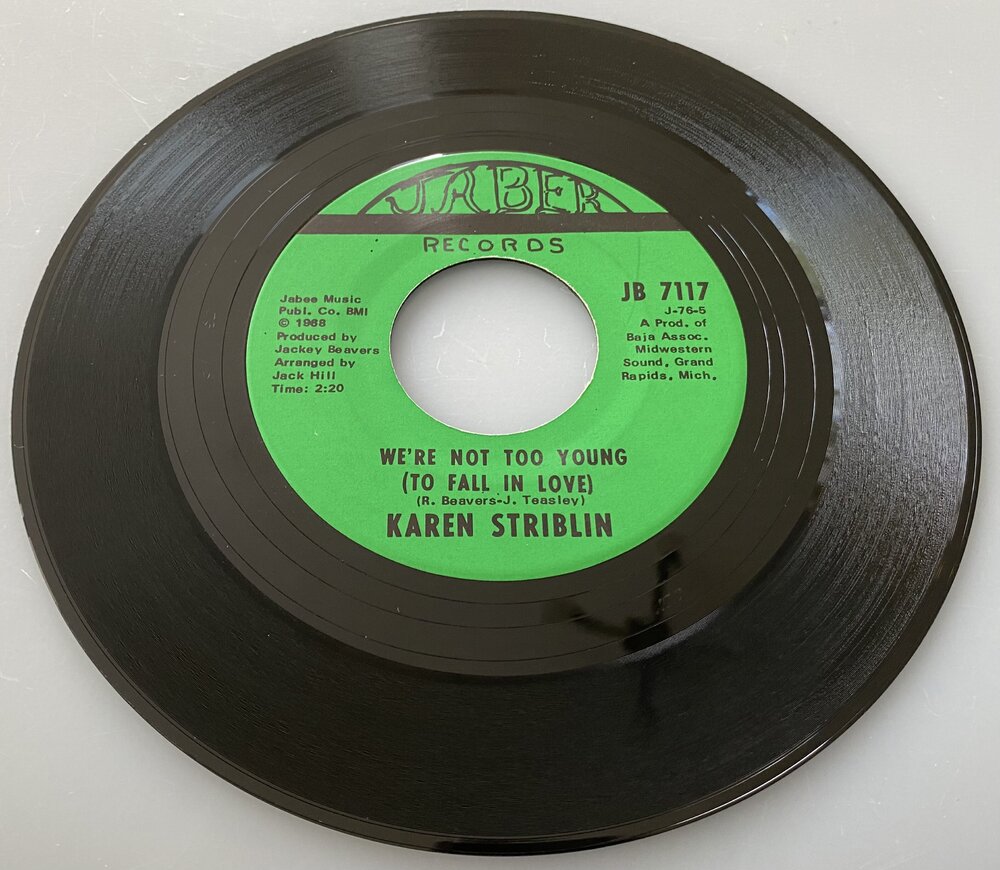 JABER
RECORDS
Jabee Music
Publ. Co. BMI
© 1968
Produced by
Jackey Beavers
Arranged by
Jack Hill
Time: 2:20
JB 7117
J-76-5
A Prod. of
Baja Assoc.
Midwestern
Sound, Grand
Rapids, Mich.
WE'RE NOT TOO YOUNG
(TO FALL IN LOVE)
(R. Beavers-J. Teasley)
KAREN STRIBLIN